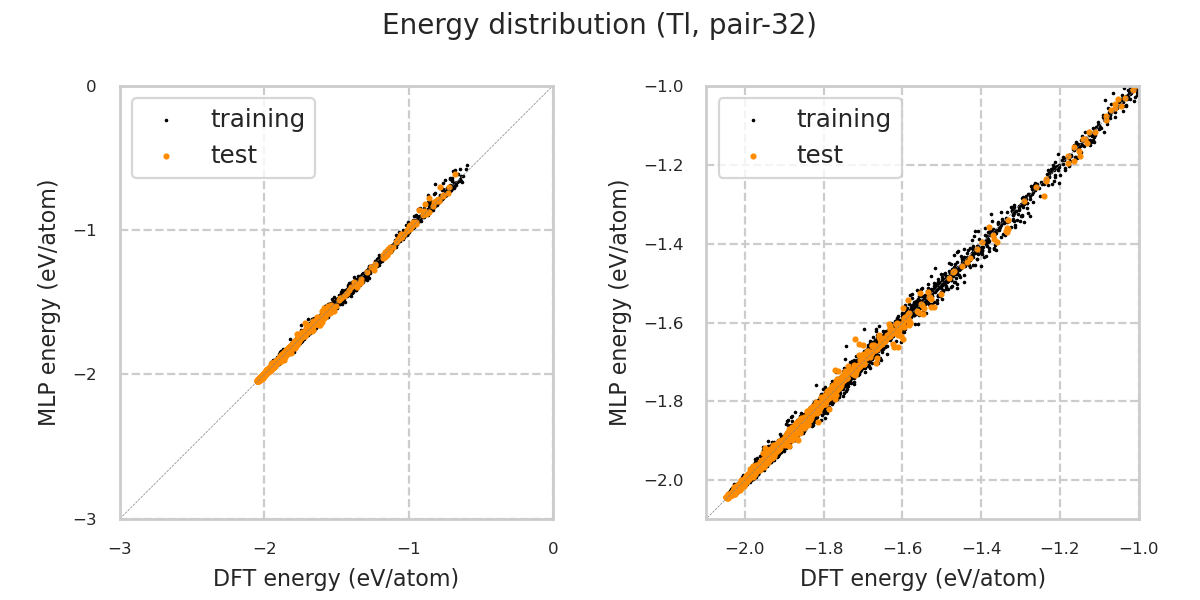 Energy distribution (Tl, pair-32)
training
test
0
−1
−2
−3
−3
−2
−1
0
MLP energy (eV/atom)
DFT energy (eV/atom)
training
test
−1.0
−1.2
−1.4
−1.6
−1.8
−2.0
−2.0
−1.8
−1.6
−1.4
−1.2
−1.0
MLP energy (eV/atom)
DFT energy (eV/atom)